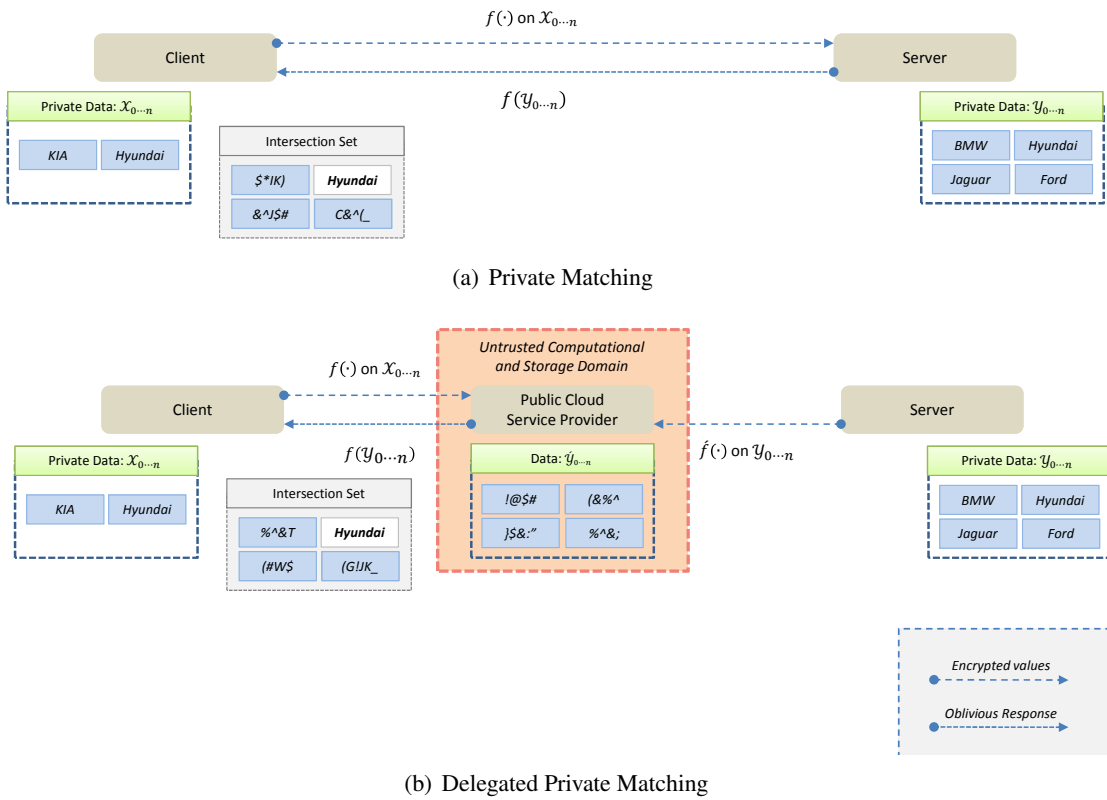 f(·) on 𝒳₀...ₙ
Client
Server
f(𝒴₀...ₙ)
Private Data: 𝒳₀...ₙ
KIA Hyundai
Intersection Set
$*!K) Hyundai
&^J$# C&^(_
Private Data: 𝒴₀...ₙ
BMW Hyundai
Jaguar Ford
(a) Private Matching
Untrusted Computational
and Storage Domain
f(·) on 𝒳₀...ₙ
Client
Public Cloud
Service Provider
Server
f(𝒴₀...ₙ)
f́(·) on 𝒴₀...ₙ
Private Data: 𝒳₀...ₙ
KIA Hyundai
Intersection Set
%^&T Hyundai
(#W$ (G!JK_
Data: 𝒴́₀...ₙ
!@$# (&%^
}$&:” %^&;
Private Data: 𝒴₀...ₙ
BMW Hyundai
Jaguar Ford
Encrypted values
Oblivious Response
(b) Delegated Private Matching